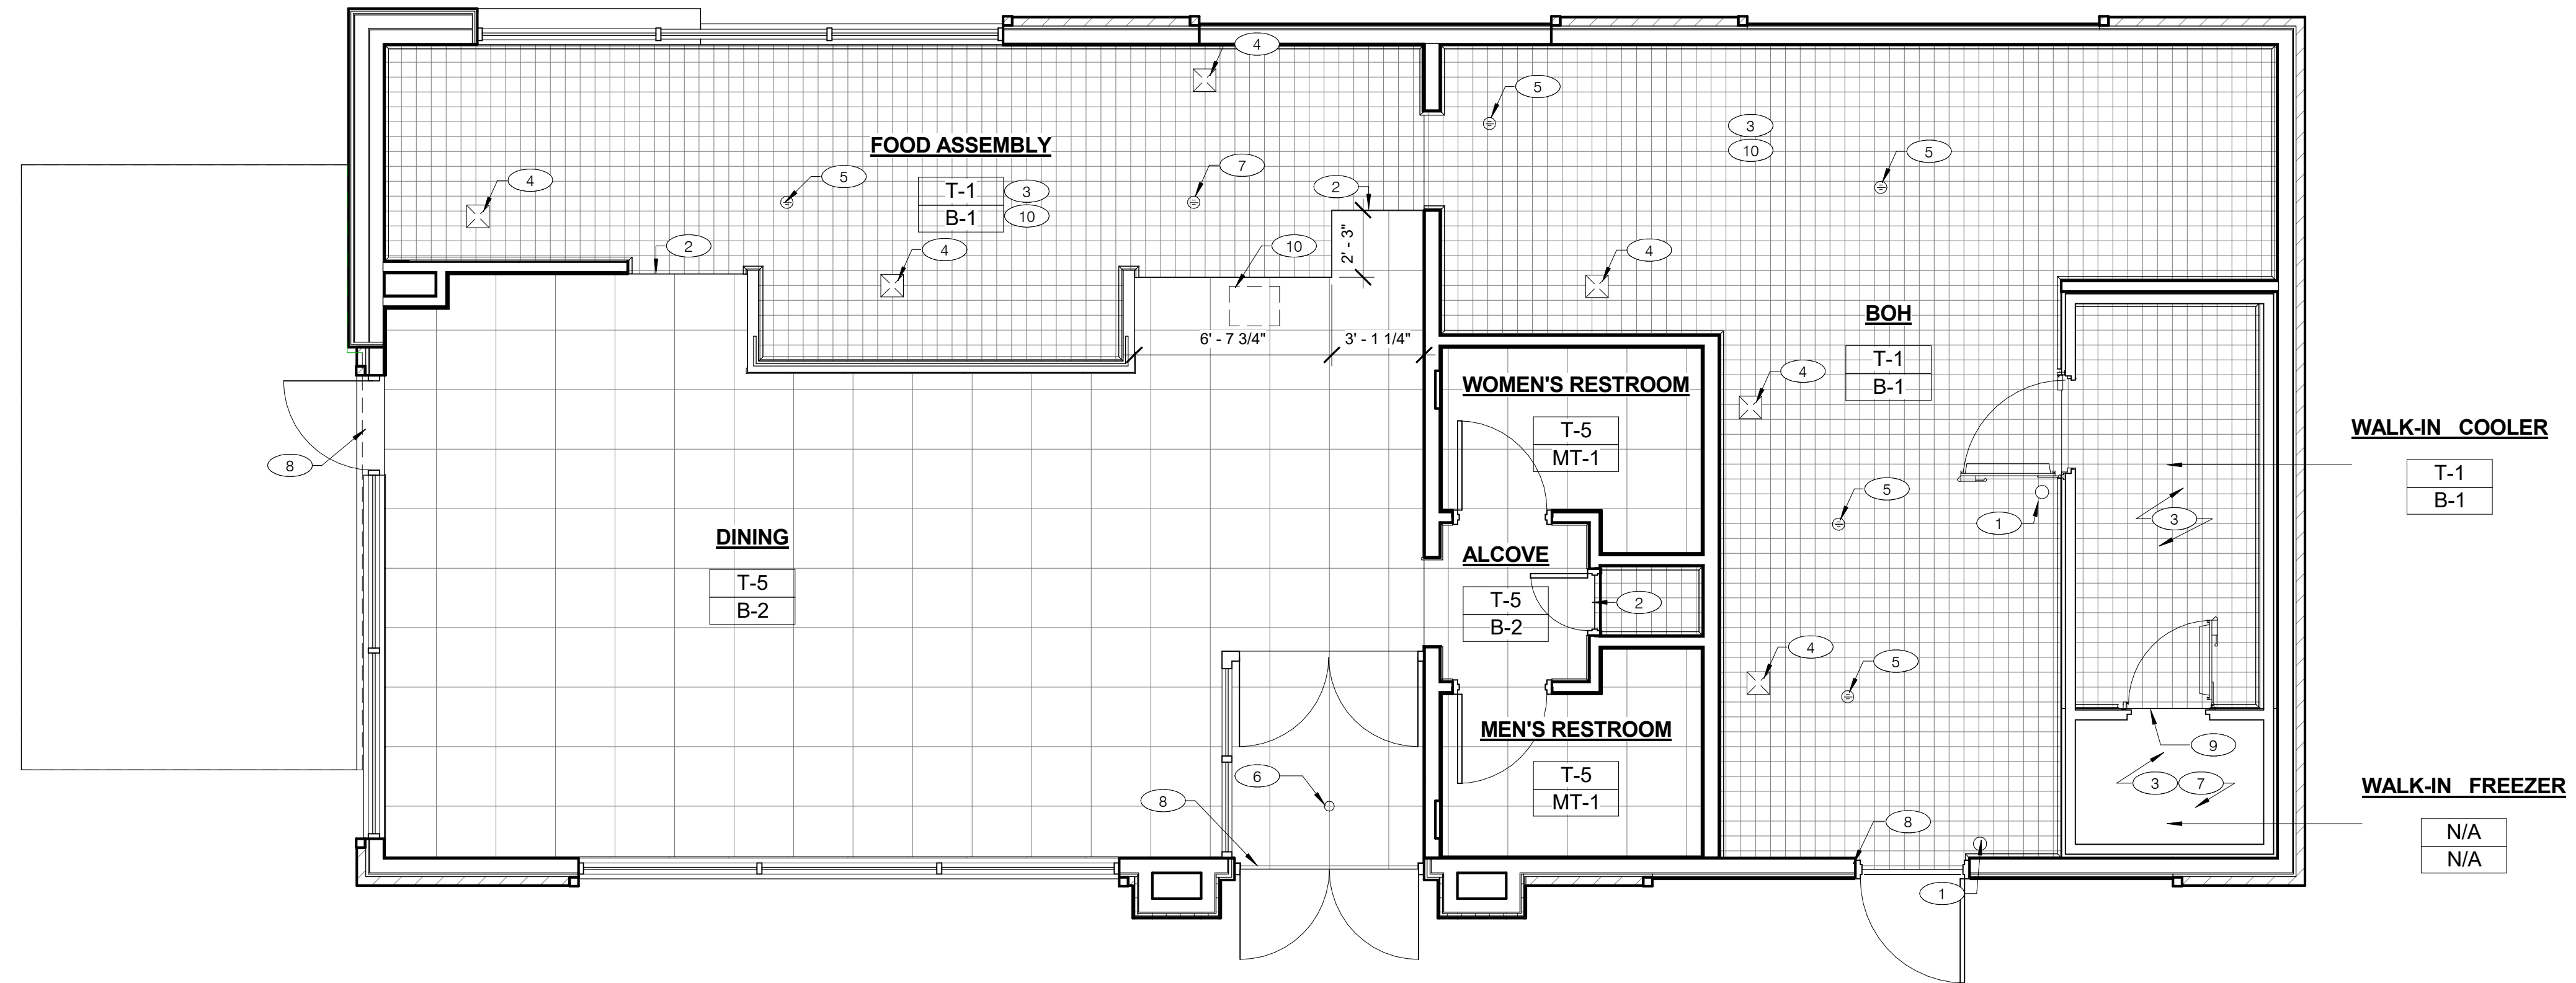 4
5
3
10
5
FOOD ASSEMBLY
T-1
B-1
3
10
4
5
7
2
2
4
10
2' - 3"
6' - 7 3/4"
3' - 1 1/4"
4
BOH
T-1
B-1
4
WOMEN'S RESTROOM
T-5
MT-1
8
5
1
3
WALK-IN COOLER
T-1
B-1
DINING
T-5
B-2
ALCOVE
T-5
B-2
2
4
5
MEN'S RESTROOM
T-5
MT-1
6
8
8
9
3
7
1
WALK-IN FREEZER
N/A
N/A